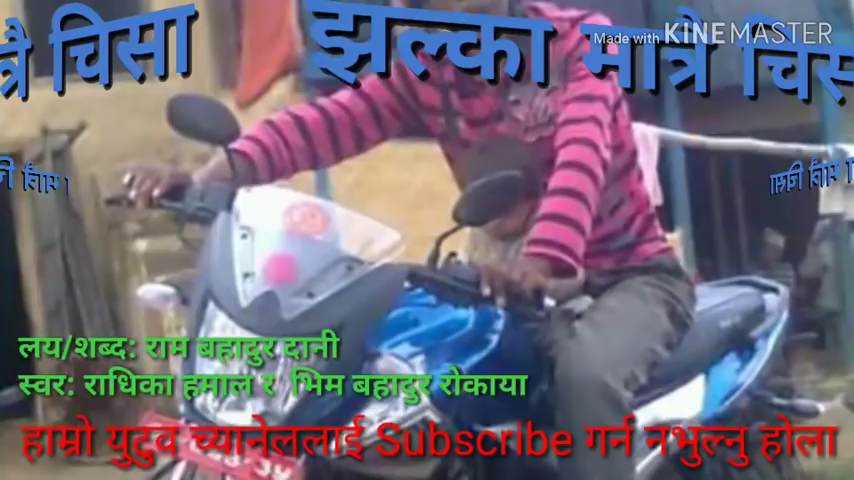 त्रै चिसा झल्का मात्रै चिस
Made with KINEMASTER
लय/शब्द: राम बहादुर दानी
स्वर: राधिका हमाल र भिम बहादुर रोकाया
हाम्रो युटुव च्यानेललाई Subscribe गर्न नभुल्नु होला